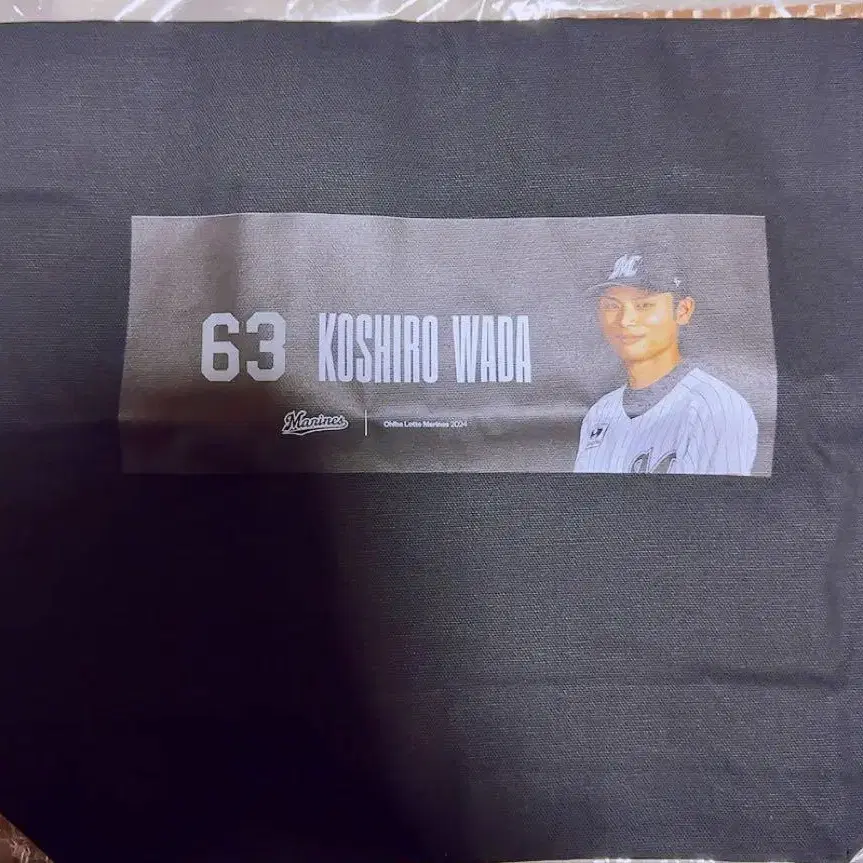 63 KOSHIRO WADA
Marines Chiba Lotte Marines 2024
M